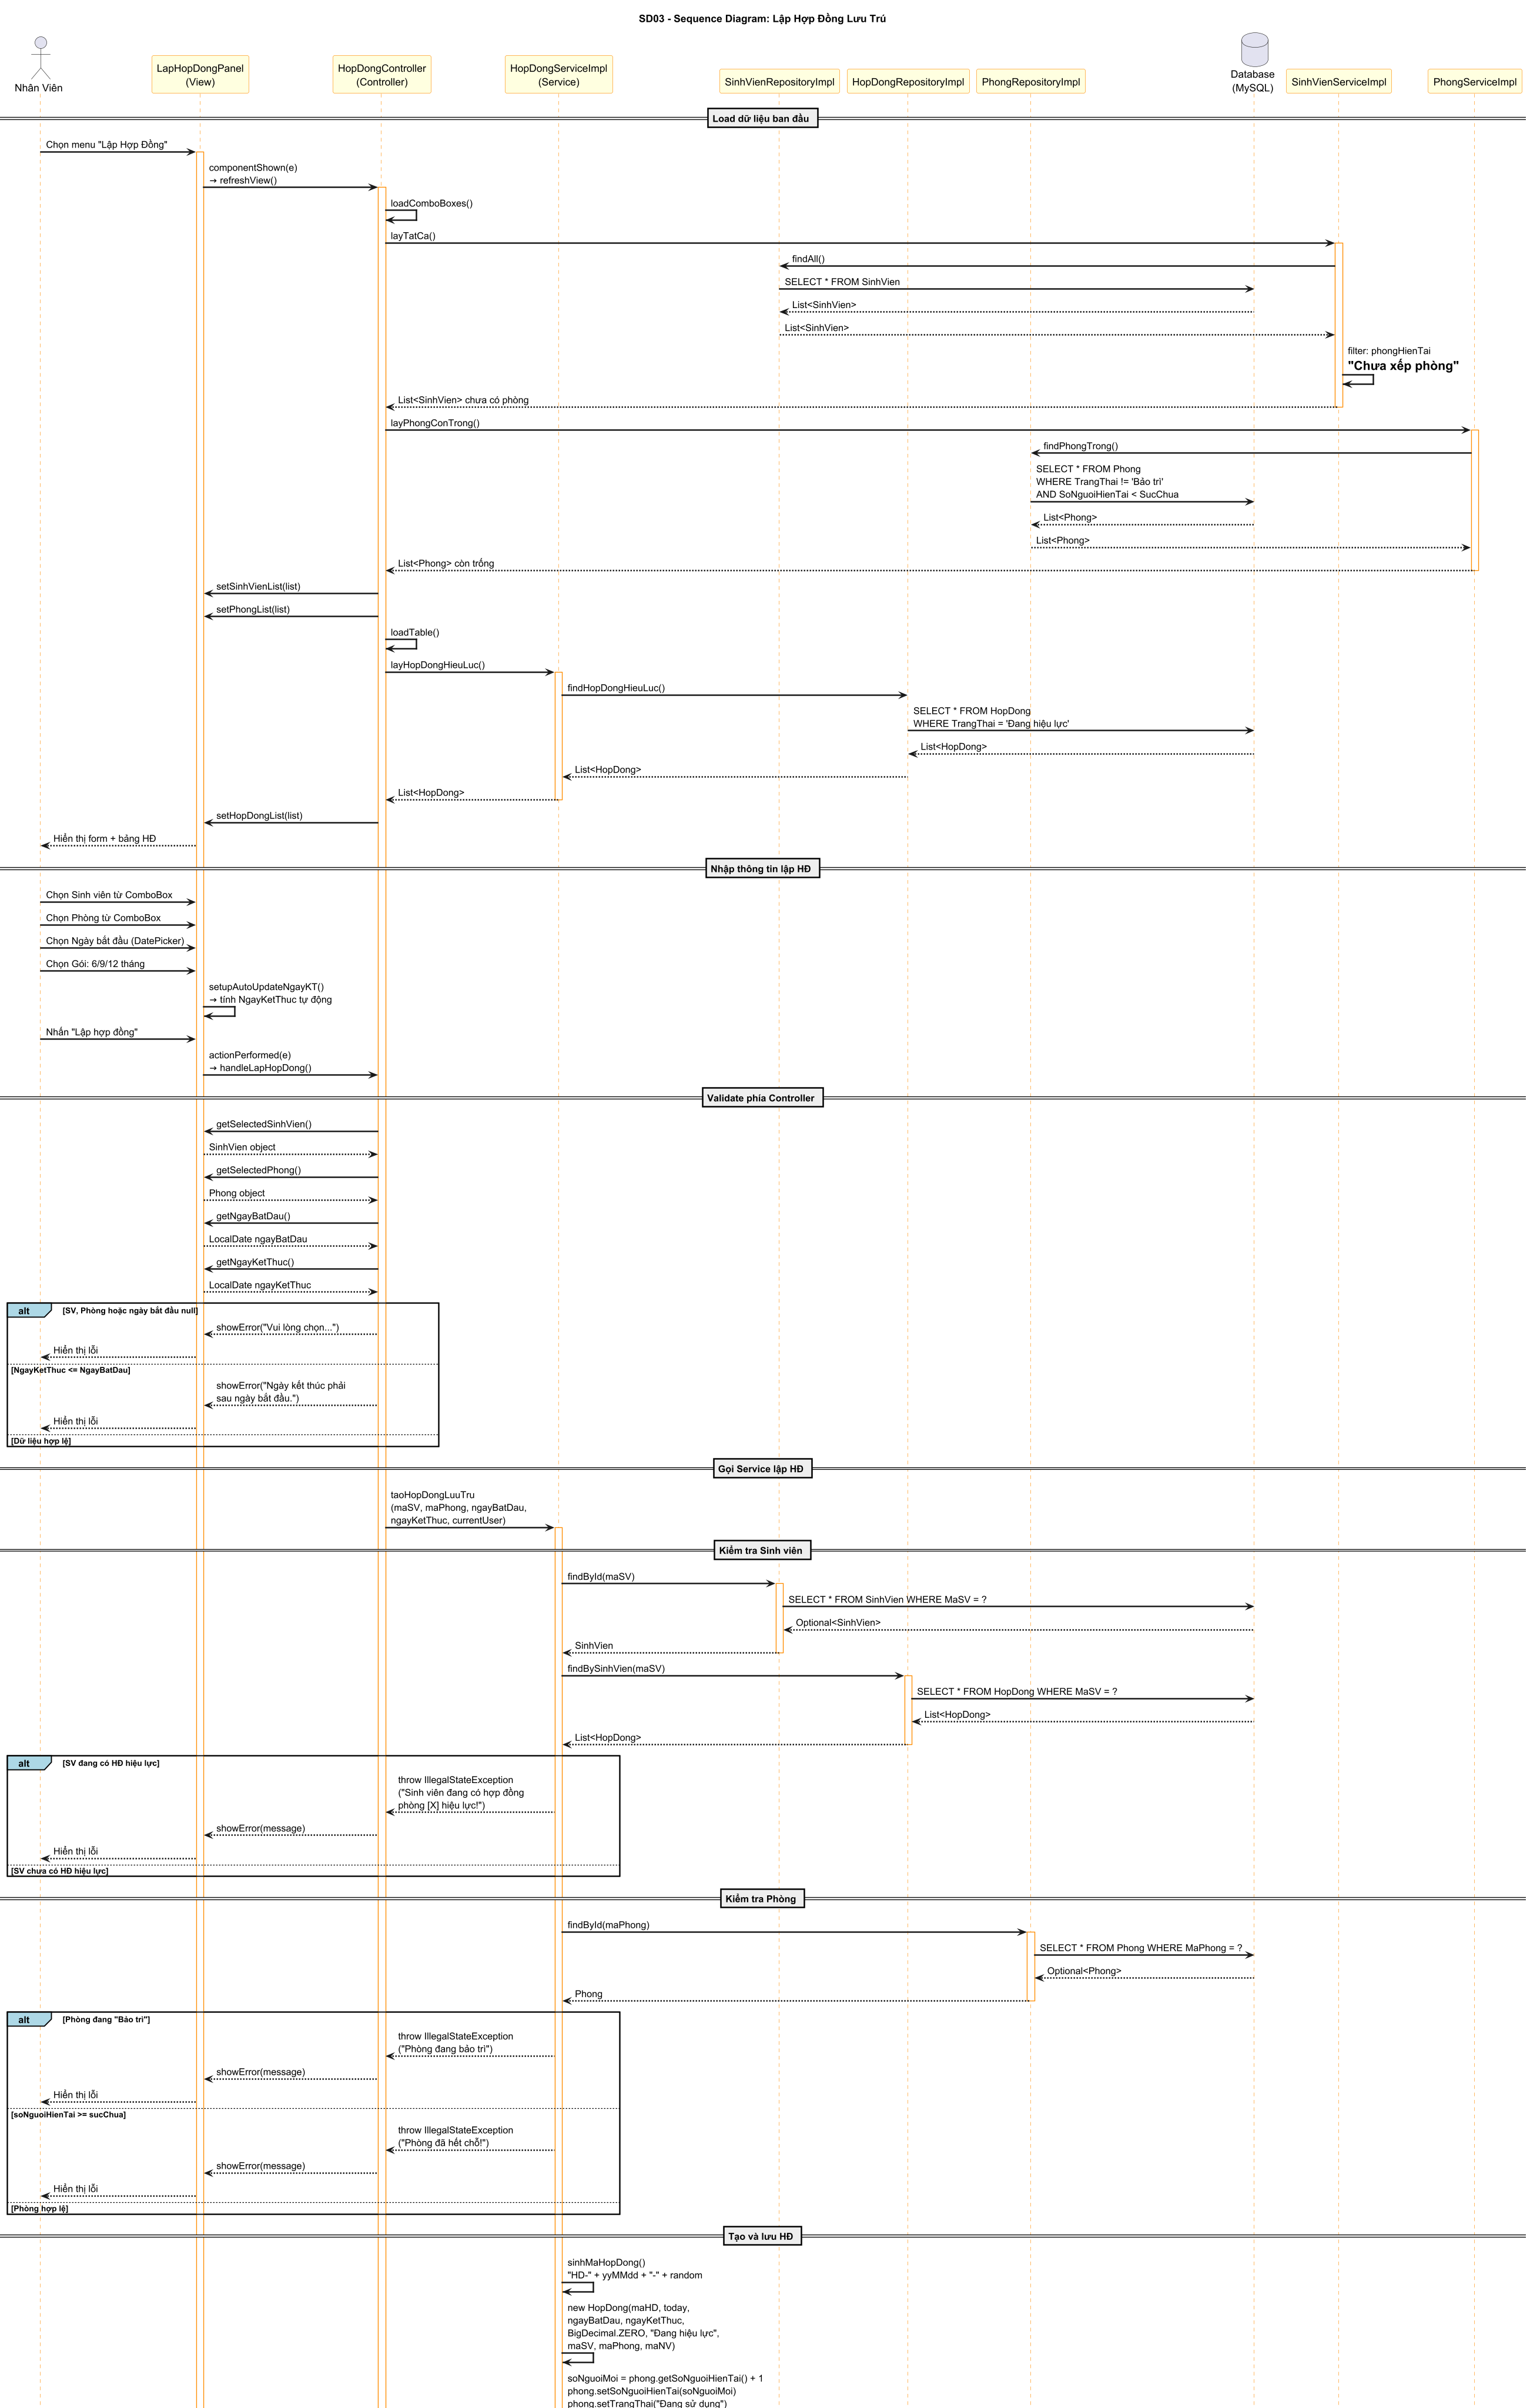 SD03 - Sequence Diagram: Lập Hợp Đồng Lưu Trú
Nhân Viên
LapHopDongPanel
(View)
HopDongController
(Controller)
HopDongServiceImpl
(Service)
SinhVienRepositoryImpl
HopDongRepositoryImpl
PhongRepositoryImpl
Database
(MySQL)
SinhVienServiceImpl
PhongServiceImpl
Load dữ liệu ban đầu
Chọn menu "Lập Hợp Đồng"
componentShown(e)
→ refreshView()
loadComboBoxes()
layTatCa()
findAll()
SELECT * FROM SinhVien
List<SinhVien>
List<SinhVien>
filter: phongHienTai
"Chưa xếp phòng"
List<SinhVien> chưa có phòng
layPhongConTrong()
findPhongTrong()
SELECT * FROM Phong
WHERE TrangThai != 'Bảo trì'
AND SoNguoiHienTai < SucChua
List<Phong>
List<Phong>
List<Phong> còn trống
setSinhVienList(list)
setPhongList(list)
loadTable()
layHopDongHieuLuc()
findHopDongHieuLuc()
SELECT * FROM HopDong
WHERE TrangThai = 'Đang hiệu lực'
List<HopDong>
List<HopDong>
List<HopDong>
setHopDongList(list)
Hiển thị form + bảng HĐ
Nhập thông tin lập HĐ
Chọn Sinh viên từ ComboBox
Chọn Phòng từ ComboBox
Chọn Ngày bắt đầu (DatePicker)
Chọn Gói: 6/9/12 tháng
setupAutoUpdateNgayKT()
→ tính NgayKetThuc tự động
Nhấn "Lập hợp đồng"
actionPerformed(e)
→ handleLapHopDong()
Validate phía Controller
getSelectedSinhVien()
SinhVien object
getSelectedPhong()
Phong object
getNgayBatDau()
LocalDate ngayBatDau
getNgayKetThuc()
LocalDate ngayKetThuc
alt [SV, Phòng hoặc ngày bắt đầu null]
showError("Vui lòng chọn...")
Hiển thị lỗi
[NgayKetThuc <= NgayBatDau]
showError("Ngày kết thúc phải
sau ngày bắt đầu.")
Hiển thị lỗi
[Dữ liệu hợp lệ]
Gọi Service lập HĐ
taoHopDongLuuTru
(maSV, maPhong, ngayBatDau,
ngayKetThuc, currentUser)
Kiểm tra Sinh viên
findById(maSV)
SELECT * FROM SinhVien WHERE MaSV = ?
Optional<SinhVien>
SinhVien
findBySinhVien(maSV)
SELECT * FROM HopDong WHERE MaSV = ?
List<HopDong>
List<HopDong>
alt [SV đang có HĐ hiệu lực]
throw IllegalStateException
("Sinh viên đang có hợp đồng
phòng [X] hiệu lực!")
showError(message)
Hiển thị lỗi
[SV chưa có HĐ hiệu lực]
Kiểm tra Phòng
findById(maPhong)
SELECT * FROM Phong WHERE MaPhong = ?
Optional<Phong>
Phong
alt [Phòng đang "Bảo trì"]
throw IllegalStateException
("Phòng đang bảo trì")
showError(message)
Hiển thị lỗi
[soNguoiHienTai >= sucChua]
throw IllegalStateException
("Phòng đã hết chỗ!")
showError(message)
Hiển thị lỗi
[Phòng hợp lệ]
Tạo và lưu HĐ
sinhMaHopDong()
"HD-" + yyMMdd + "-" + random
new HopDong(maHD, today,
ngayBatDau, ngayKetThuc,
BigDecimal.ZERO, "Đang hiệu lực",
maSV, maPhong, maNV)
soNguoiMoi = phong.getSoNguoiHienTai() + 1
phong.setSoNguoiHienTai(soNguoiMoi)
phong.setTrangThai("Đang sử dụng")